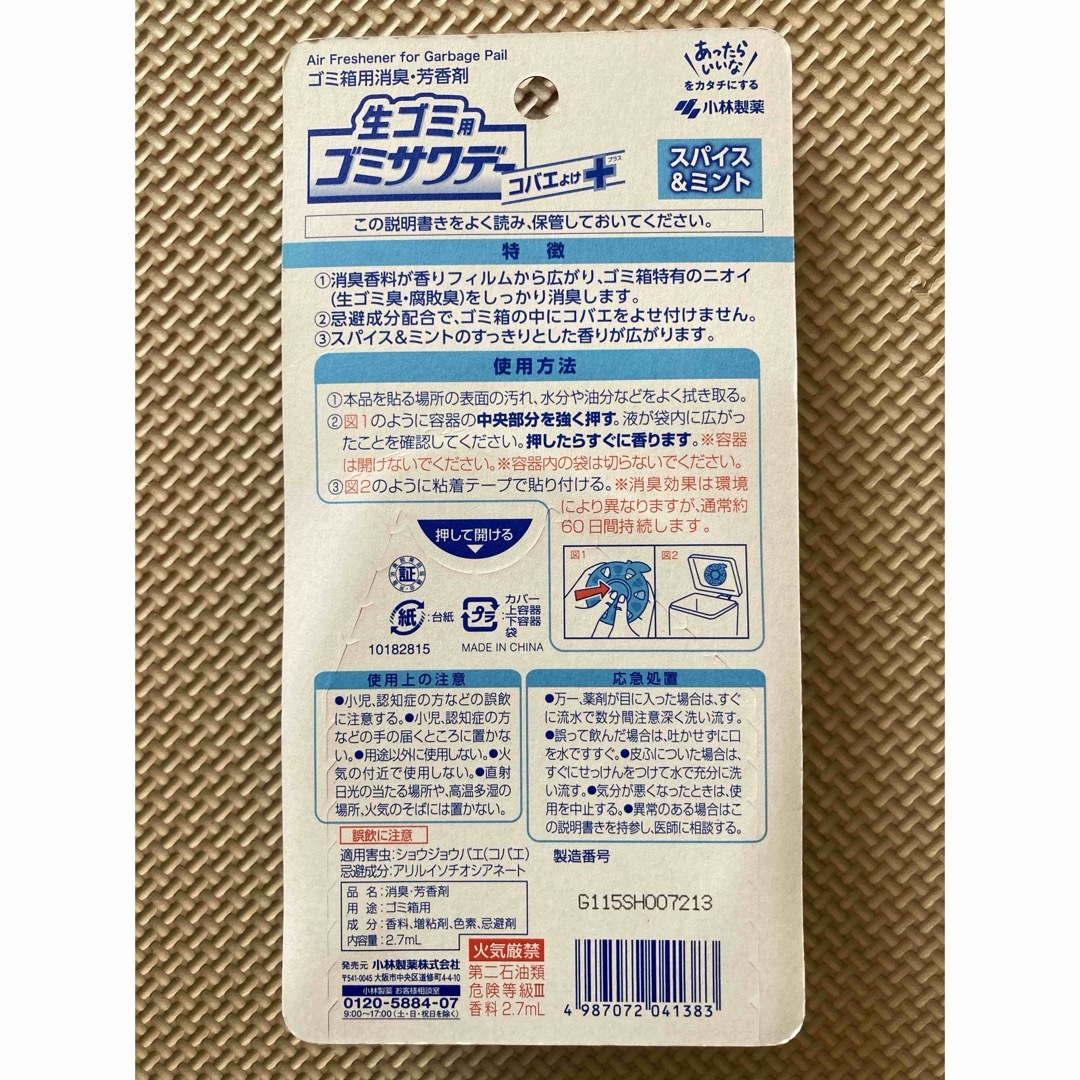 Air Freshener for Garbage Pail
ゴミ箱用消臭・芳香剤
あったら
いいな
をカタチにする
小林製薬
生ゴミ用
ゴミサワデー
コバエよけ+プラス
スパイス
&ミント
この説明書きをよく読み、保管しておいてください。
特 徴
①消臭香料が香りフィルムから広がり、ゴミ箱特有のニオイ
(生ゴミ臭・腐敗臭)をしっかり消臭します。
②忌避成分配合で、ゴミ箱の中にコバエをよせ付けません。
③スパイス&ミントのすっきりとした香りが広がります。
使用方法
①本品を貼る場所の表面の汚れ、水分や油分などをよく拭き取る。
②図1のように容器の中央部分を強く押す。液が袋内に広がっ
たことを確認してください。押したらすぐに香ります。※容器
は開けないでください。※容器内の袋は切らないでください。
③図2のように粘着テープで貼り付ける。※消臭効果は環境
により異なりますが、通常約
60日間持続します。
押して開ける
図1
図2
証
紙
:台紙
プラ
:
カバー
上容器
下容器
袋
10182815
MADE IN CHINA
使用上の注意
●小児、認知症の方などの誤飲
に注意する。●小児、認知症の方
などの手の届くところに置かな
い。●用途以外に使用しない。●火
気の付近で使用しない。●直射
日光の当たる場所や、高温多湿の
場所、火気のそばには置かない。
応急処置
●万一、薬剤が目に入った場合は、すぐ
に流水で数分間注意深く洗い流す。
●誤って飲んだ場合は、吐かせずに口
を水ですすぐ。●皮ふについた場合は、
すぐにせっけんをつけて水で充分に洗
い流す。●気分が悪くなったときは、使
用を中止する。●異常のある場合はこ
の説明書きを持参し、医師に相談する。
誤飲に注意
適用害虫:ショウジョウバエ(コバエ)
忌避成分:アリルイソチオシアネート
品 名:消臭・芳香剤
用 途:ゴミ箱用
成 分:香料、増粘剤、色素、忌避剤
内容量:2.7mL
製造番号
G115SH007213
発売元 小林製薬株式会社
〒541-0045 大阪市中央区道修町4-4-10
小林製薬 お客様相談室
0120-5884-07
9:00~17:00(土・日・祝日を除く)
火気厳禁
第二石油類
危険等級Ⅲ
香料 2.7mL
4 987072 041383